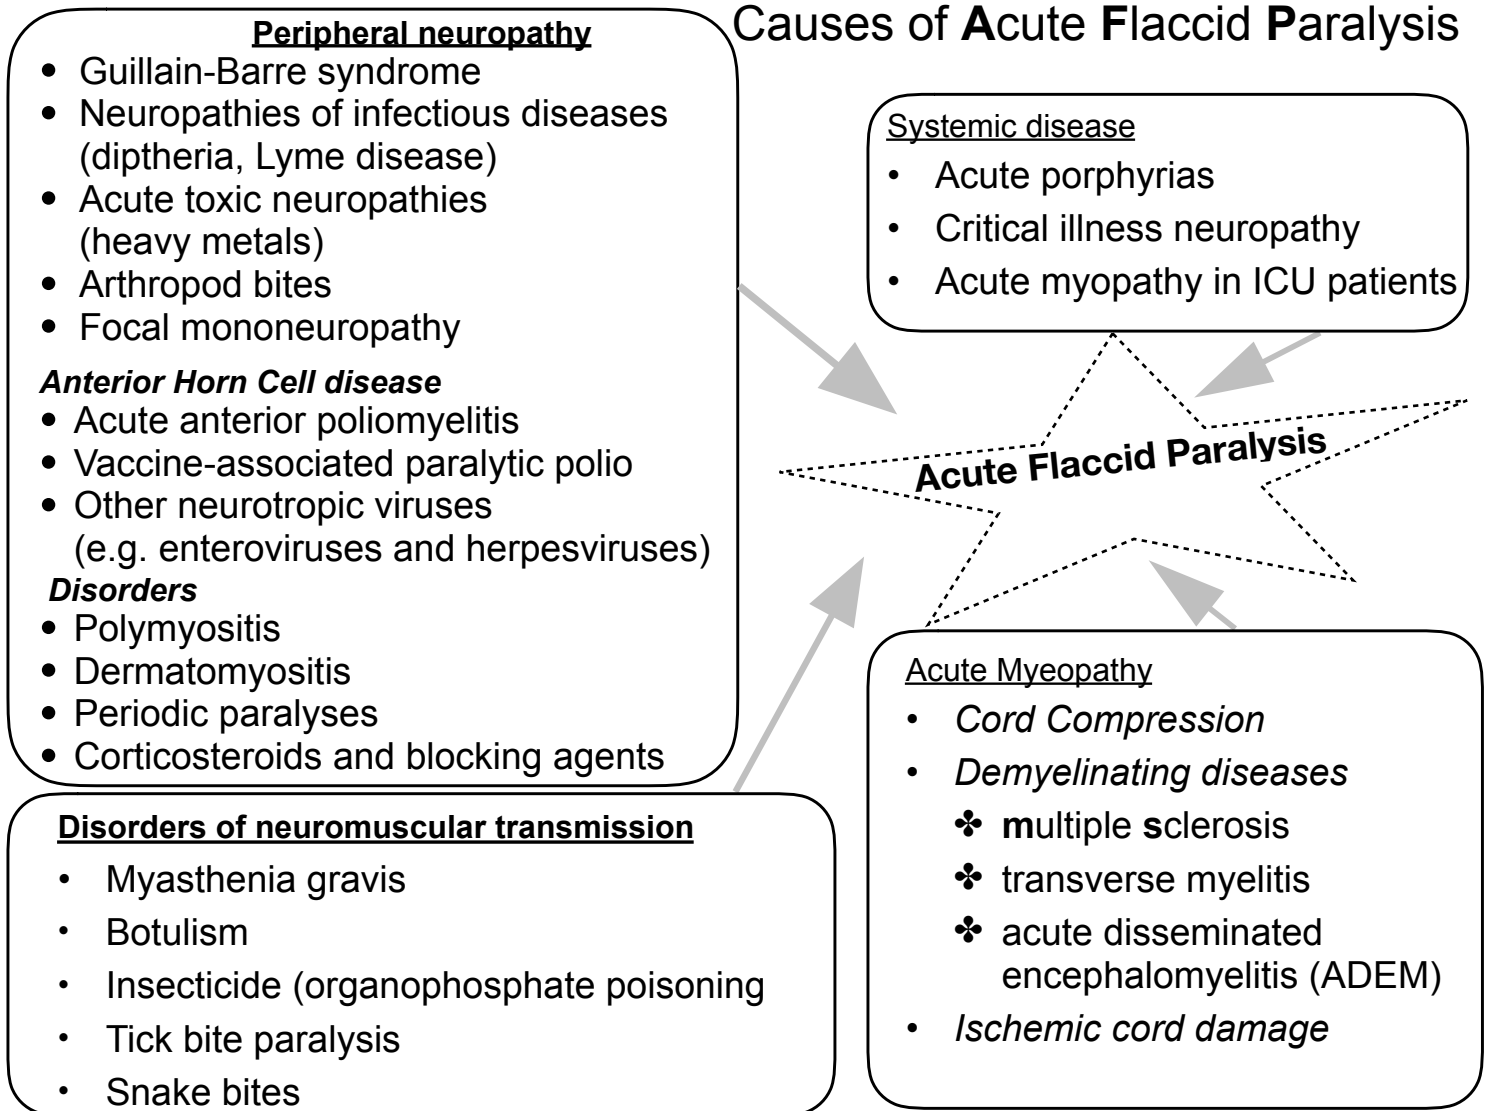 Causes of Acute Flaccid Paralysis
Peripheral neuropathy
• Guillain-Barre syndrome
• Neuropathies of infectious diseases
(diptheria, Lyme disease)
• Acute toxic neuropathies
(heavy metals)
• Arthropod bites
• Focal mononeuropathy
Anterior Horn Cell disease
• Acute anterior poliomyelitis
• Vaccine-associated paralytic polio
• Other neurotropic viruses
(e.g. enteroviruses and herpesviruses)
Disorders
• Polymyositis
• Dermatomyositis
• Periodic paralyses
• Corticosteroids and blocking agents
Disorders of neuromuscular transmission
• Myasthenia gravis
• Botulism
• Insecticide (organophosphate poisoning
• Tick bite paralysis
• Snake bites
Systemic disease
• Acute porphyrias
• Critical illness neuropathy
• Acute myopathy in ICU patients
Acute Flaccid Paralysis
Acute Myeopathy
• Cord Compression
• Demyelinating diseases
✤ multiple sclerosis
✤ transverse myelitis
✤ acute disseminated
encephalomyelitis (ADEM)
• Ischemic cord damage